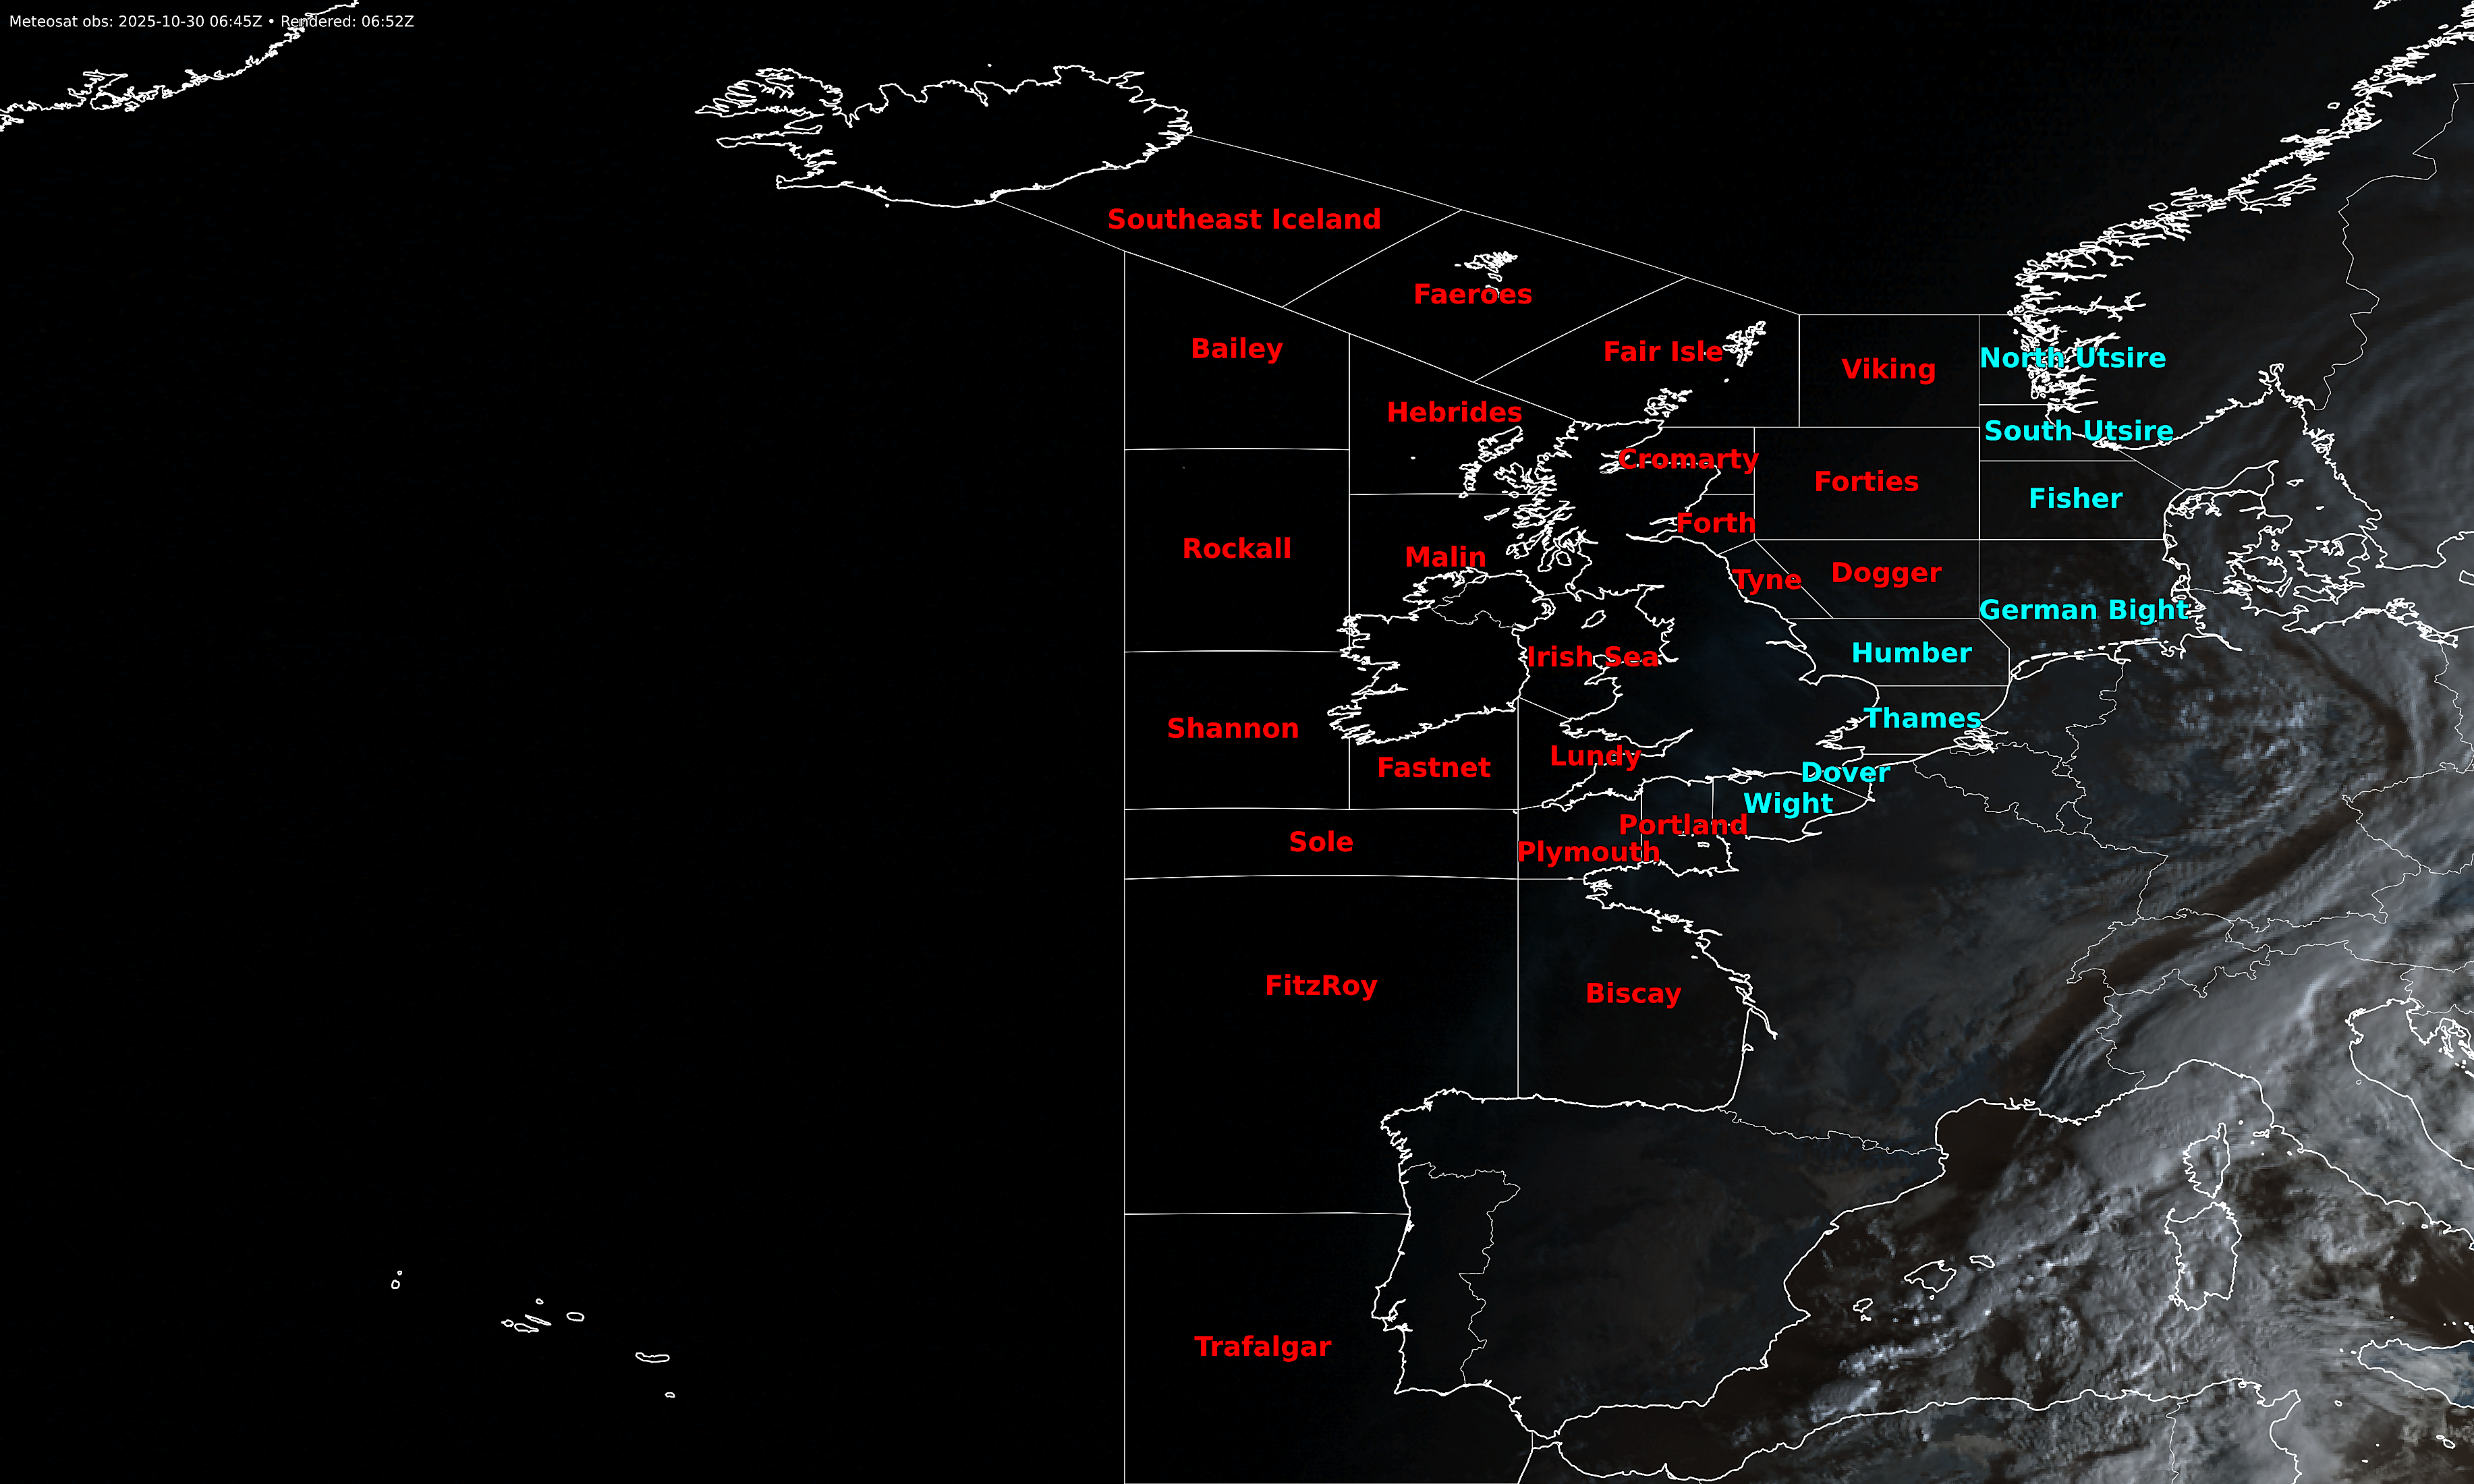 Meteosat obs: 2025-10-30 06:45Z • Rendered: 06:52Z
Southeast Iceland
Faeroes
Bailey
Fair Isle
Viking
North Utsire
Hebrides
South Utsire
Cromarty
Forties
Fisher
Forth
Rockall
Malin
Tyne
Dogger
German Bight
Irish Sea
Humber
Shannon
Thames
Fastnet
Lundy
Dover
Wight
Portland
Sole
Plymouth
FitzRoy
Biscay
Trafalgar